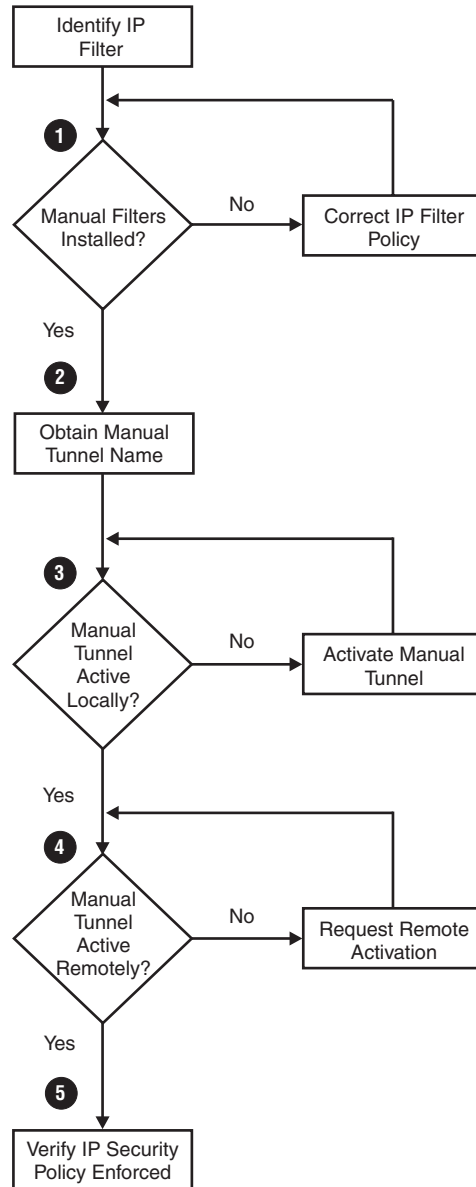 Identify IP
Filter
1
Manual Filters
Installed?
No
Correct IP Filter
Policy
Yes
2
Obtain Manual
Tunnel Name
3
Manual
Tunnel
Active
Locally?
No
Activate Manual
Tunnel
Yes
4
Manual
Tunnel
Active
Remotely?
No
Request Remote
Activation
Yes
5
Verify IP Security
Policy Enforced